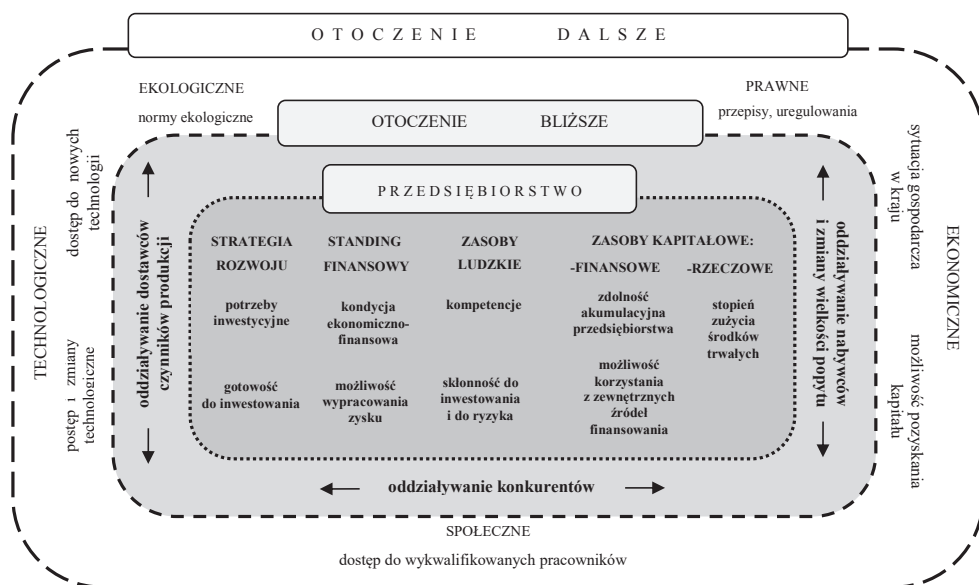 OTOCZENIE DALSZE
EKOLOGICZNE
normy ekologiczne
PRAWNE
przepisy, uregulowania
OTOCZENIE BLIŻSZE
PRZEDSIĘBIORSTWO
TECHNOLOGICZNE
dostęp do nowych
technologii
postęp i zmiany
technologiczne
oddziaływanie dostawców
czynników produkcji
STRATEGIA
ROZWOJU
potrzeby
inwestycyjne
gotowość
do inwestowania
STANDING
FINANSOWY
kondycja
ekonomiczno-
finansowa
możliwość
wypracowania
zysku
ZASOBY
LUDZKIE
kompetencje
skłonność do
inwestowania
i do ryzyka
ZASOBY KAPITAŁOWE:
-FINANSOWE
zdolność
akumulacyjna
przedsiębiorstwa
możliwość
korzystania
z zewnętrznych
źródeł
finansowania
-RZECZOWE
stopień
zużycia
środków
trwałych
oddziaływanie nabywców
i zmiany wielkości popytu
sytuacja gospodarcza
w kraju
możliwość pozyskania
kapitału
EKONOMICZNE
oddziaływanie konkurentów
SPOŁECZNE
dostęp do wykwalifikowanych pracowników